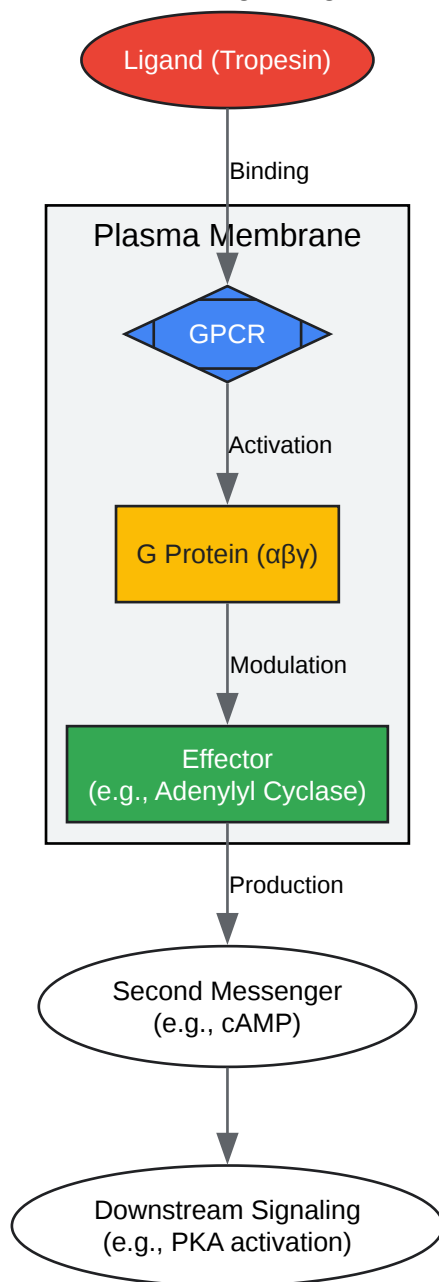 Ligand (Tropesin)
Binding
Plasma Membrane
GPCR
Activation
G Protein (αβγ)
Modulation
Effector
(e.g., Adenylyl Cyclase)
Production
Second Messenger
(e.g., cAMP)
Downstream Signaling
(e.g., PKA activation)